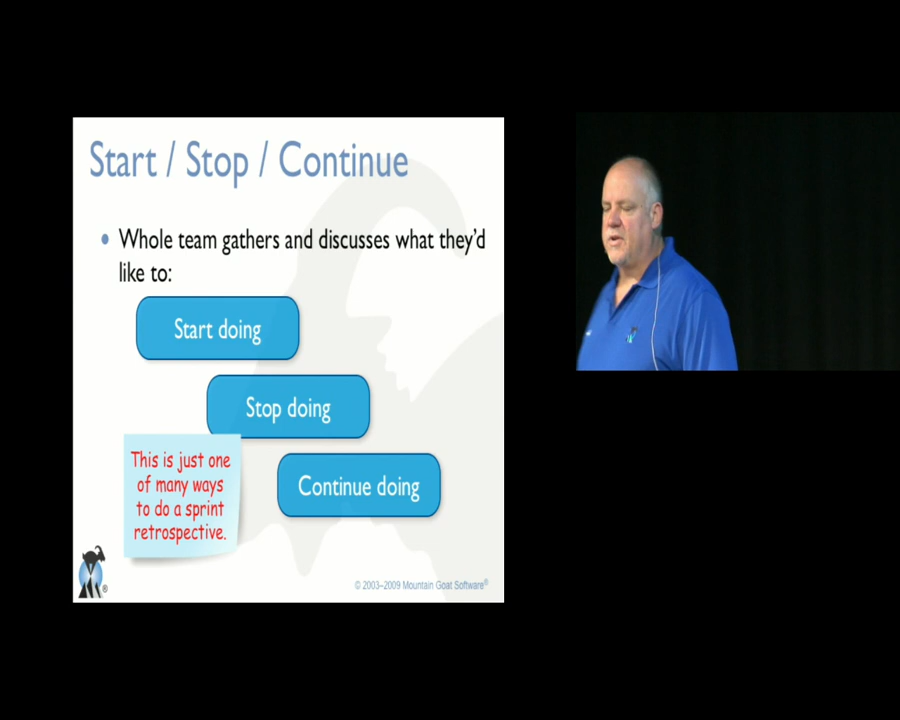 Start / Stop / Continue
• Whole team gathers and discusses what they'd
like to:
Start doing
Stop doing
This is just one
of many ways
to do a sprint
retrospective.
Continue doing
© 2003–2009 Mountain Goat Software®
®